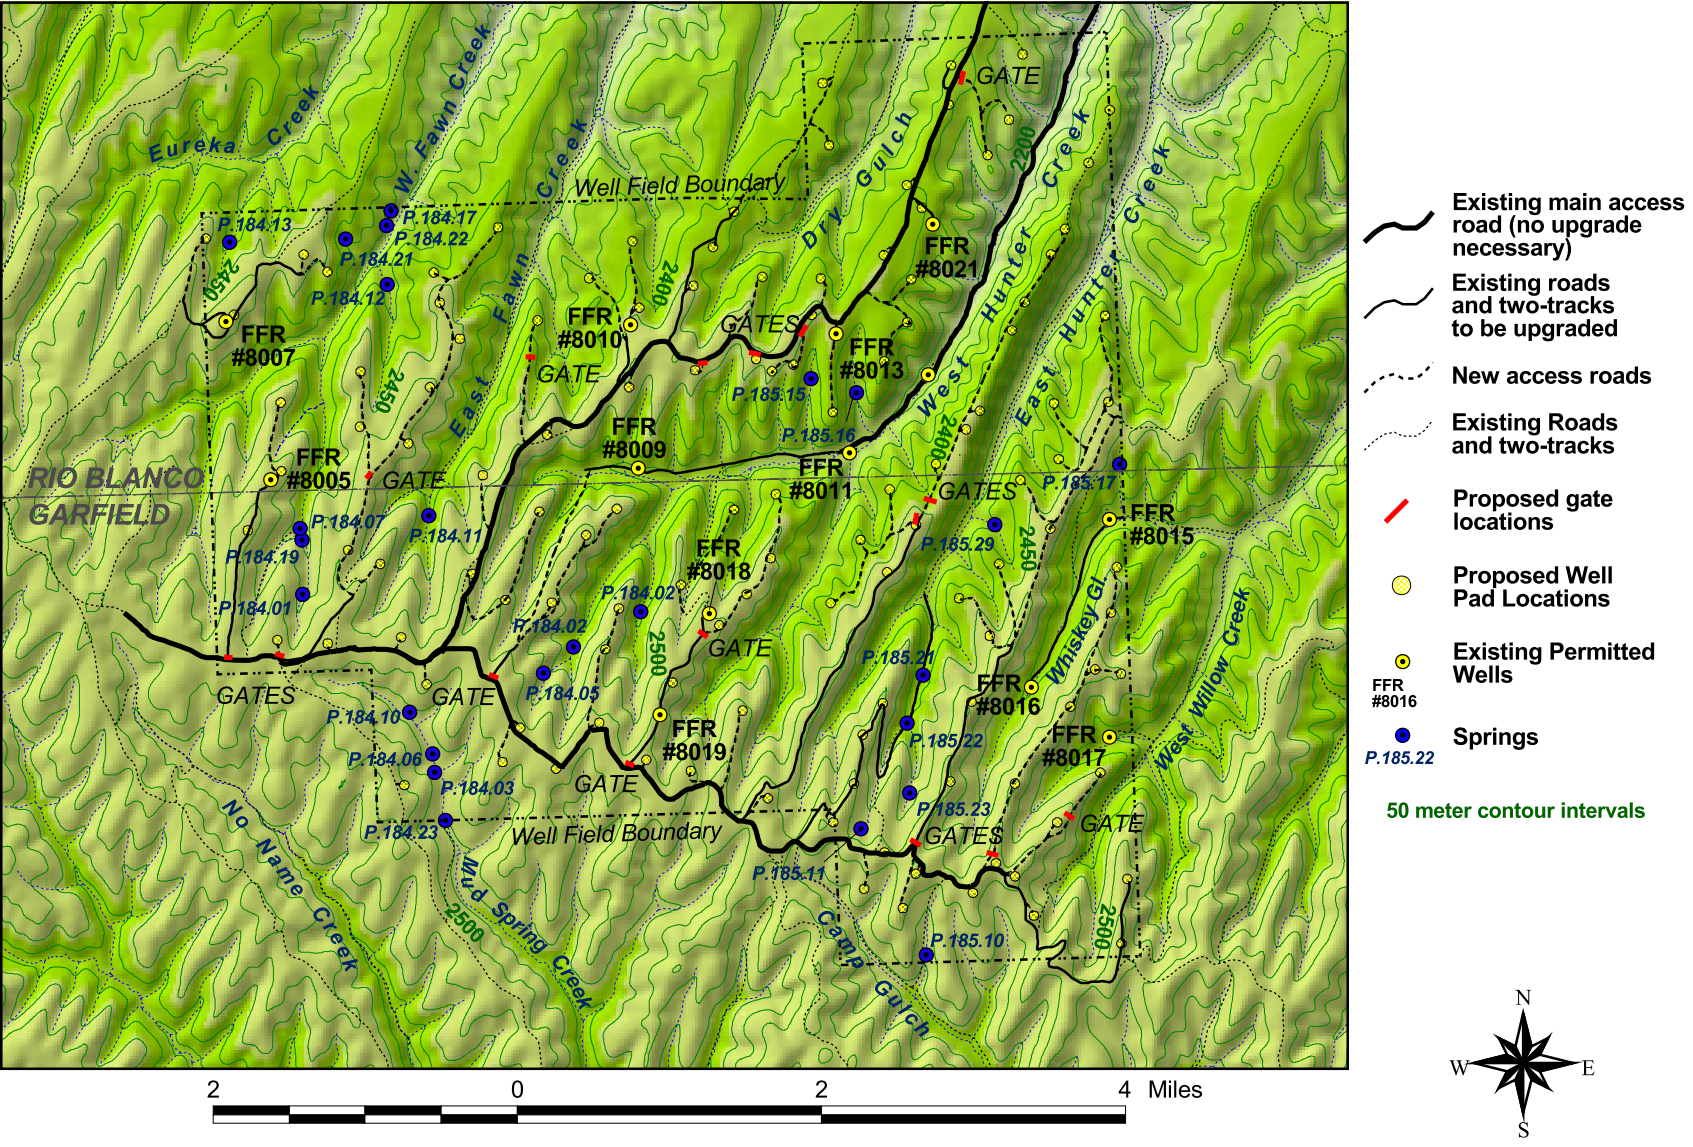 GATE
Eureka Creek
W. Fawn Creek
East Fawn Creek
Dry Gulch
West Hunter Creek
East Hunter Creek
2200
Well Field Boundary
P.184.13
P.184.17
P.184.22
P.184.21
P.184.12
2450
FFR
#8007
FFR
#8010
2400
GATES
FFR
#8021
FFR
#8013
GATE
P.185.15
2450
P.185.16
FFR
#8009
FFR
#8011
2400
RIO BLANCO
GARFIELD
FFR
#8005
GATE
GATES
P.185.17
P.184.07
P.184.11
P.184.19
P.185.29
2450
FFR
#8015
FFR
#8018
P.184.01
P.184.02
P.184.02
2500
GATE
P.185.21
Whiskey Gl.
West Willow Creek
GATES
GATE
P.184.05
FFR
#8016
P.184.10
FFR
#8019
P.185.22
FFR
#8017
P.184.06
P.184.03
GATE
P.185.23
P.184.23
Well Field Boundary
GATES
GATE
P.185.11
No Name Creek
Mud Spring Creek
2500
Camp Gulch
P.185.10
2500
2 0 2 4 Miles
Existing main access
road (no upgrade
necessary)
Existing roads
and two-tracks
to be upgraded
New access roads
Existing Roads
and two-tracks
Proposed gate
locations
Proposed Well
Pad Locations
Existing Permitted
Wells
FFR
#8016
Springs
P.185.22
50 meter contour intervals
N
W E
S